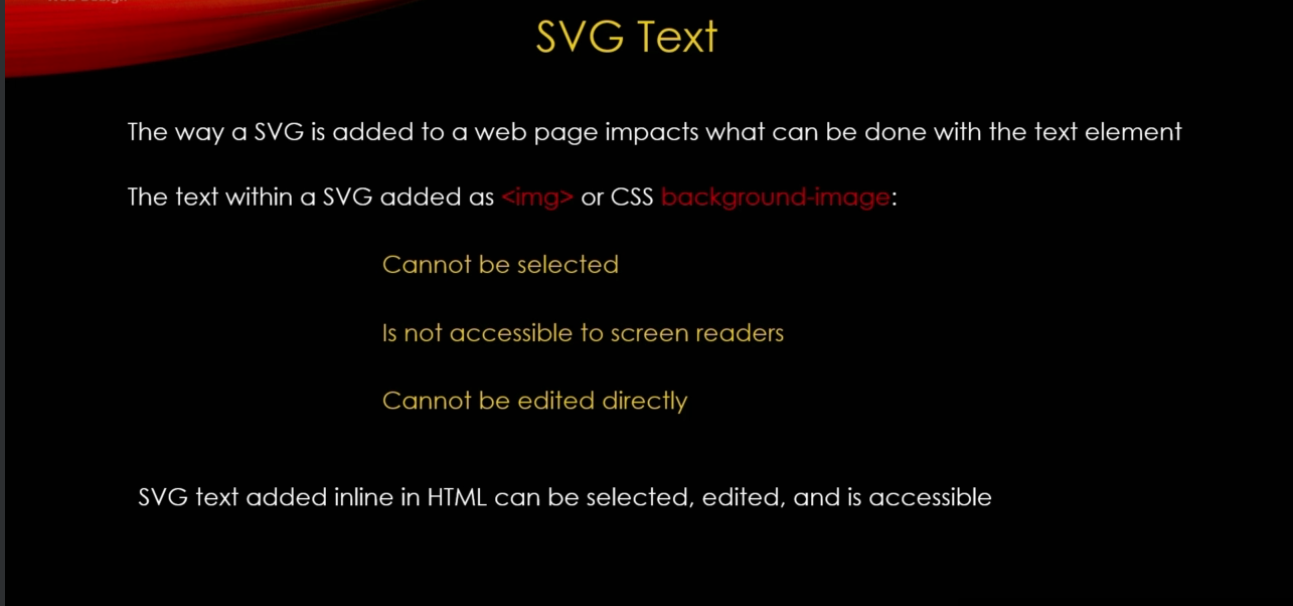 SVG Text
The way a SVG is added to a web page impacts what can be done with the text element
The text within a SVG added as <img> or CSS background-image:
Cannot be selected
Is not accessible to screen readers
Cannot be edited directly
SVG text added inline in HTML can be selected, edited, and is accessible